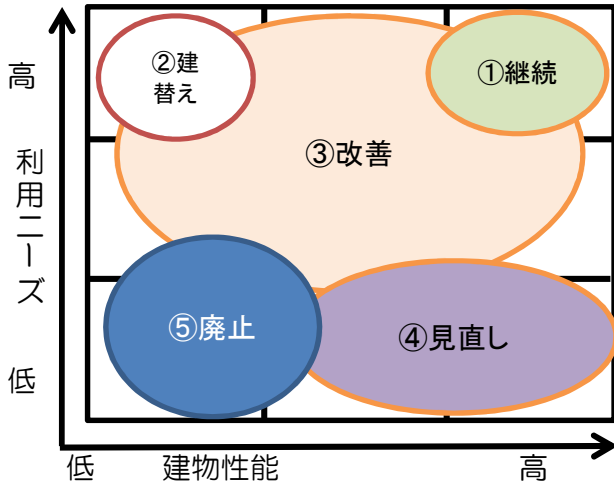 高
利用ニーズ
低
②建
替え
①継続
③改善
⑤廃止
④見直し
低
建物性能
高